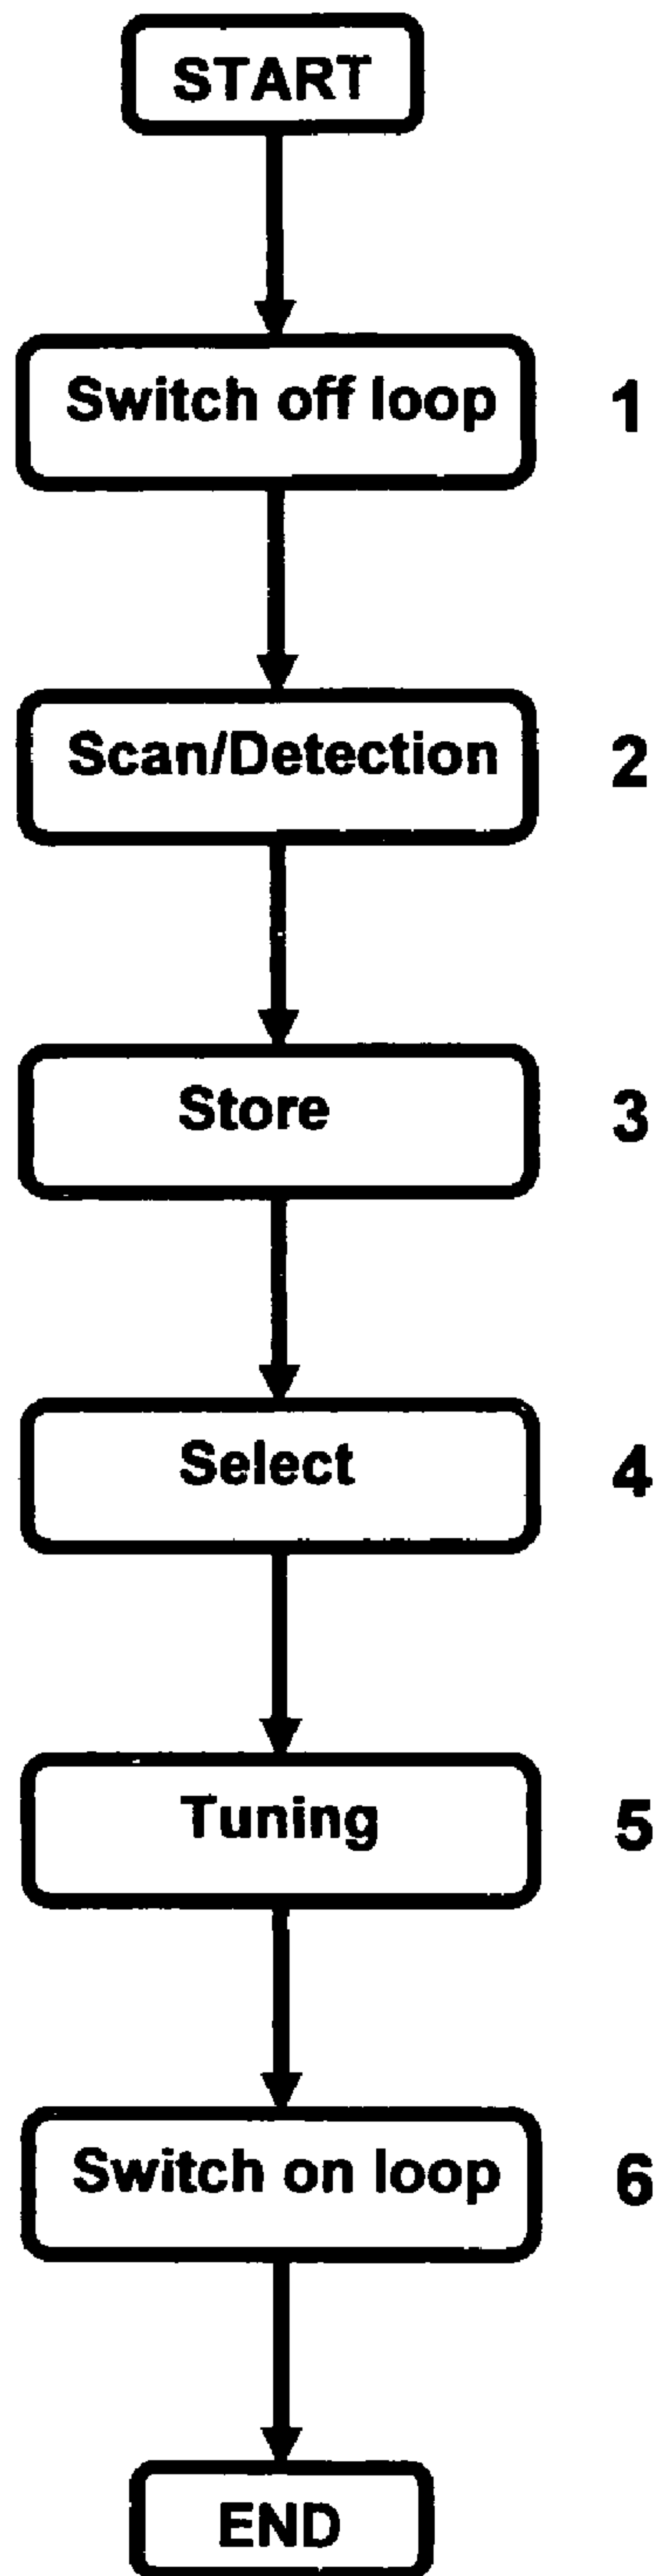 START
Switch off loop 1
Scan/Detection 2
Store 3
Select 4
Tuning 5
Switch on loop 6
END